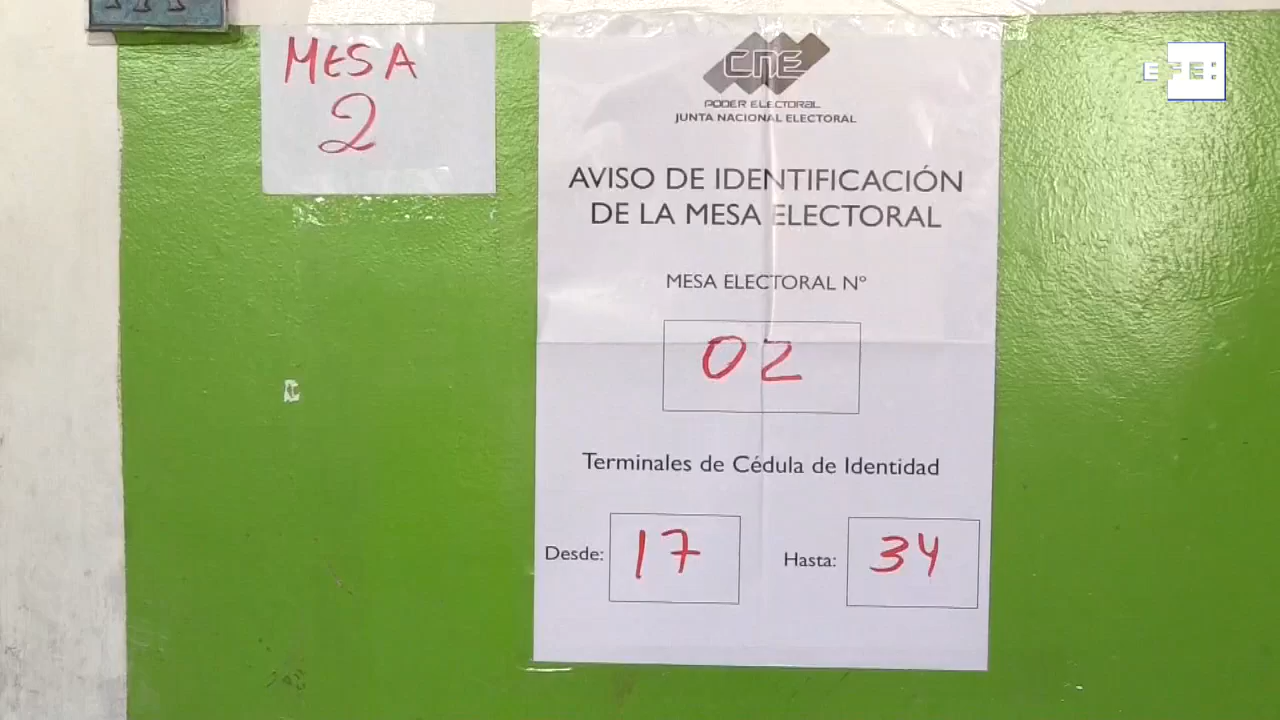 MESA
2
CNE
PODER ELECTORAL
JUNTA NACIONAL ELECTORAL
AVISO DE IDENTIFICACIÓN
DE LA MESA ELECTORAL
MESA ELECTORAL Nº
02
Terminales de Cédula de Identidad
Desde: 17 Hasta: 34
EFE